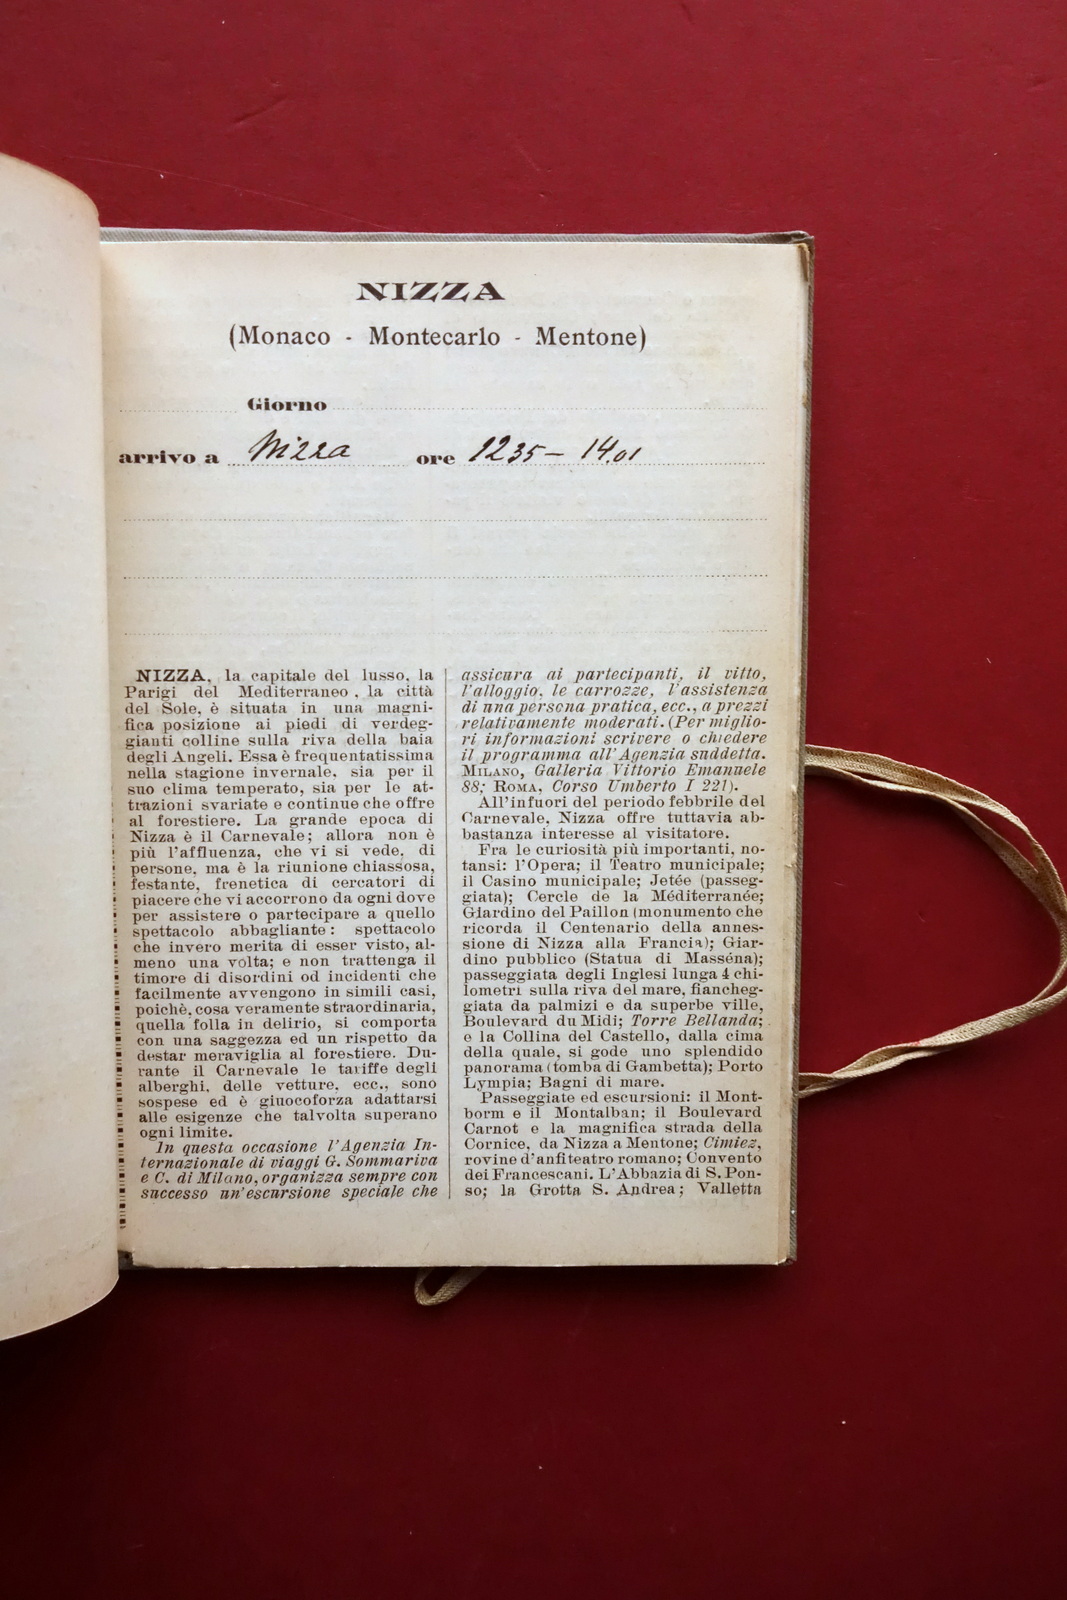 NIZZA
(Monaco - Montecarlo - Mentone)
Giorno
arrivo a Nizza ore 1235 – 14.01
NIZZA, la capitale del lusso, la
Parigi del Mediterraneo, la città
del Sole, è situata in una magni-
fica posizione ai piedi di verdeg-
gianti colline sulla riva della baia
degli Angeli. Essa è frequentatissima
nella stagione invernale, sia per il
suo clima temperato, sia per le at-
trazioni svariate e continue che offre
al forestiere. La grande epoca di
Nizza è il Carnevale; allora non è
più l'affluenza, che vi si vede, di
persone, ma è la riunione chiassosa,
festante, frenetica di cercatori di
piacere che vi accorrono da ogni dove
per assistere o partecipare a quello
spettacolo abbagliante: spettacolo
che invero merita di esser visto, al-
meno una volta; e non trattenga il
timore di disordini od incidenti che
facilmente avvengono in simili casi,
poichè, cosa veramente straordinaria,
quella folla in delirio, si comporta
con una saggezza ed un rispetto da
destar meraviglia al forestiere. Du-
rante il Carnevale le tariffe degli
alberghi, delle vetture, ecc., sono
sospese ed è giuocoforza adattarsi
alle esigenze che talvolta superano
ogni limite.
In questa occasione l'Agenzia In-
ternazionale di viaggi G. Sommariva
e C. di Milano, organizza sempre con
successo un'escursione speciale che
assicura ai partecipanti, il vitto,
l'alloggio, le carrozze, l'assistenza
di una persona pratica, ecc., a prezzi
relativamente moderati. (Per miglio-
ri informazioni scrivere o chiedere
il programma all'Agenzia suddetta.
MILANO, Galleria Vittorio Emanuele
88; ROMA, Corso Umberto I 221).
All'infuori del periodo febbrile del
Carnevale, Nizza offre tuttavia ab-
bastanza interesse al visitatore.
Fra le curiosità più importanti, no-
tansi: l'Opera; il Teatro municipale;
il Casino municipale; Jetée (passeg-
giata); Cercle de la Méditerranée;
Giardino del Paillon (monumento che
ricorda il Centenario della annes-
sione di Nizza alla Francia); Giar-
dino pubblico (Statua di Masséna);
passeggiata degli Inglesi lunga 4 chi-
lometri sulla riva del mare, fiancheg-
giata da palmizi e da superbe ville,
Boulevard du Midi; Torre Bellanda;
e la Collina del Castello, dalla cima
della quale, si gode uno splendido
panorama (tomba di Gambetta); Porto
Lympia; Bagni di mare.
Passeggiate ed escursioni: il Mont-
borm e il Montalban; il Boulevard
Carnot e la magnifica strada della
Cornice, da Nizza a Mentone; Cimiez,
rovine d'anfiteatro romano; Convento
dei Francescani. L'Abbazia di S. Pon-
so; la Grotta S. Andrea; Valletta